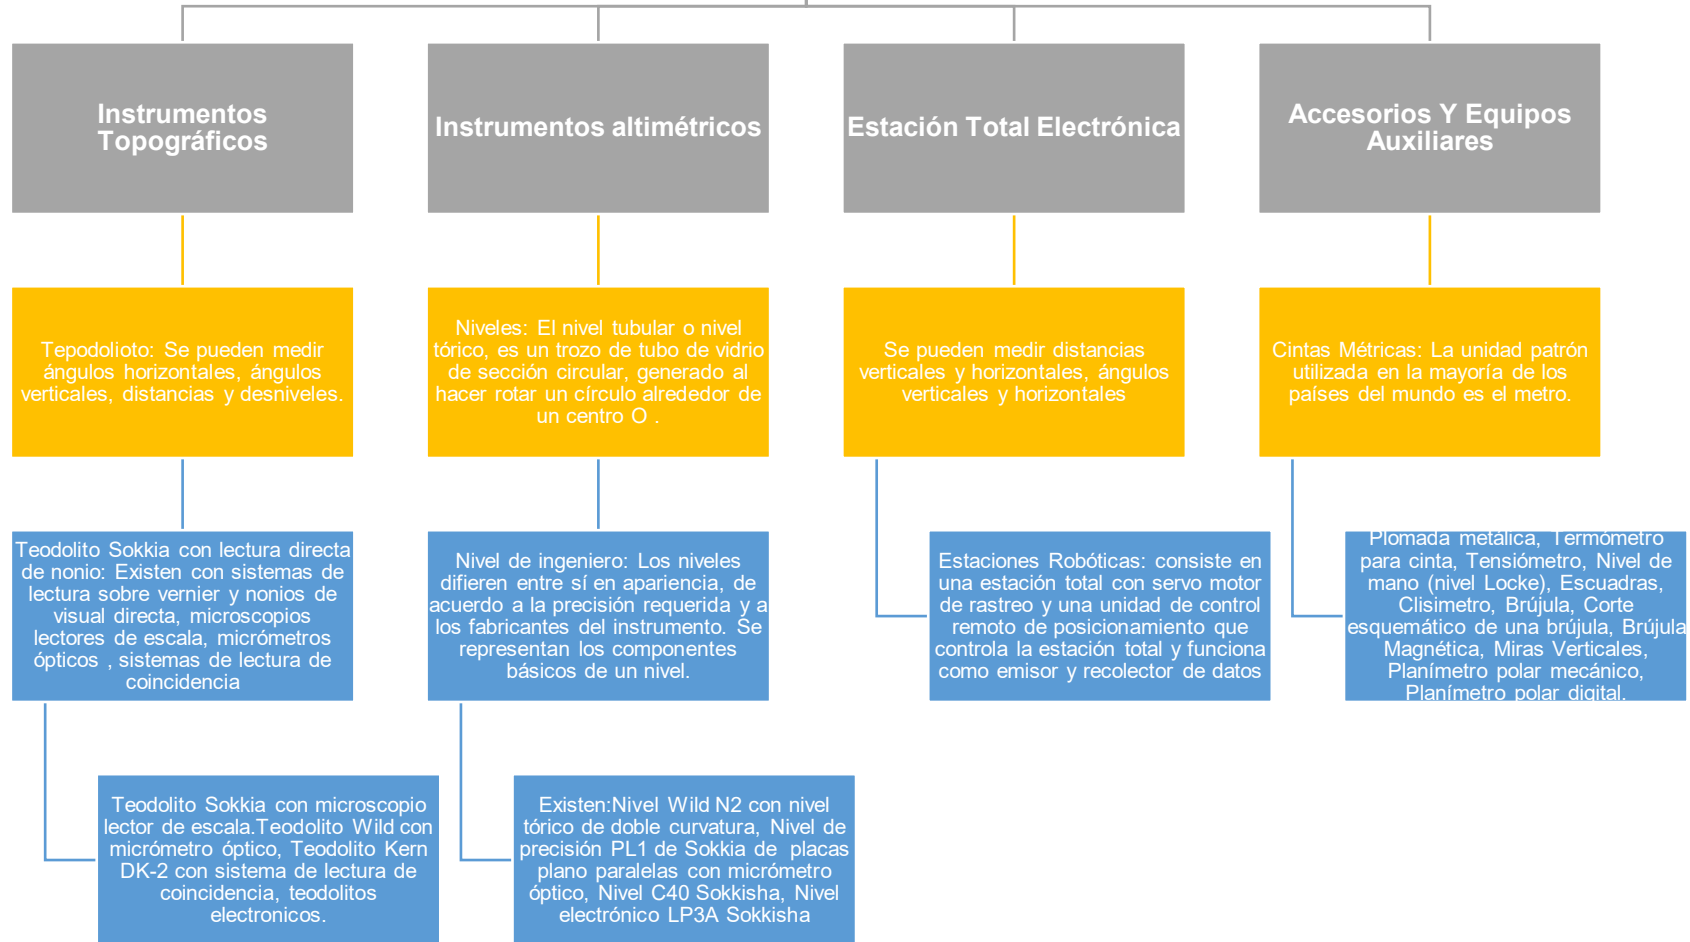 Instrumentos
Topográficos
Instrumentos altimétricos
Estación Total Electrónica
Accesorios Y Equipos
Auxiliares
Tepodolioto: Se pueden medir
ángulos horizontales, ángulos
verticales, distancias y desniveles.
Niveles: El nivel tubular o nivel
tórico, es un trozo de tubo de vidrio
de sección circular, generado al
hacer rotar un círculo alrededor de
un centro O .
Se pueden medir distancias
verticales y horizontales, ángulos
verticales y horizontales
Cintas Métricas: La unidad patrón
utilizada en la mayoría de los
países del mundo es el metro.
Teodolito Sokkia con lectura directa
de nonio: Existen con sistemas de
lectura sobre vernier y nonios de
visual directa, microscopios
lectores de escala, micrómetros
ópticos , sistemas de lectura de
coincidencia
Nivel de ingeniero: Los niveles
difieren entre sí en apariencia, de
acuerdo a la precisión requerida y a
los fabricantes del instrumento. Se
representan los componentes
básicos de un nivel.
Estaciones Robóticas: consiste en
una estación total con servo motor
de rastreo y una unidad de control
remoto de posicionamiento que
controla la estación total y funciona
como emisor y recolector de datos
Plomada metálica, Termómetro
para cinta, Tensiómetro, Nivel de
mano (nivel Locke), Escuadras,
Clisimetro, Brújula, Corte
esquemático de una brújula, Brújula
Magnética, Miras Verticales,
Planímetro polar mecánico,
Planímetro polar digital.
Teodolito Sokkia con microscopio
lector de escala.Teodolito Wild con
micrómetro óptico, Teodolito Kern
DK-2 con sistema de lectura de
coincidencia, teodolitos
electronicos.
Existen:Nivel Wild N2 con nivel
tórico de doble curvatura, Nivel de
precisión PL1 de Sokkia de placas
plano paralelas con micrómetro
óptico, Nivel C40 Sokkisha, Nivel
electrónico LP3A Sokkisha